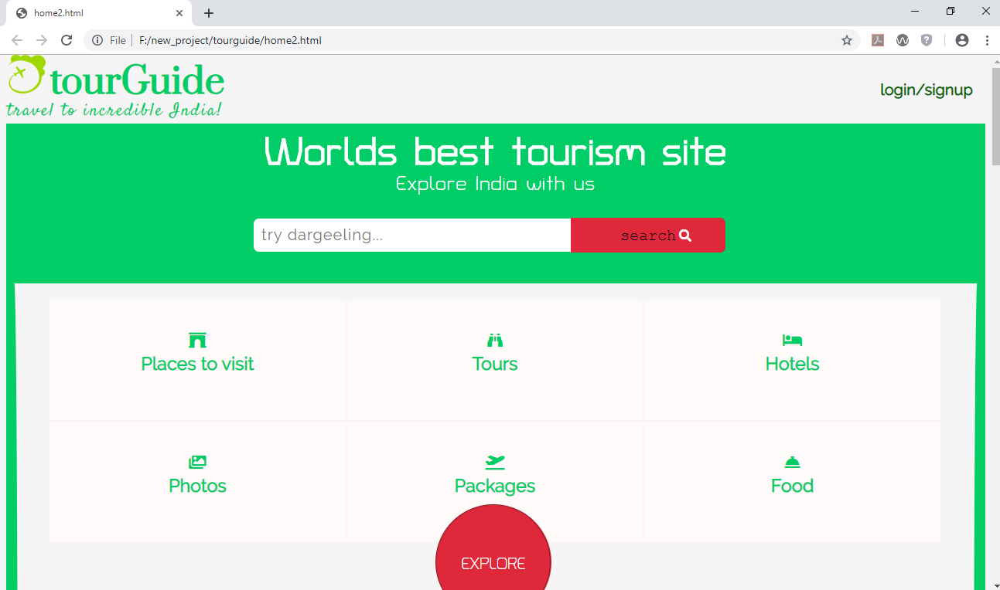 home2.html
File F:/new_project/tourguide/home2.html
tourGuide
travel to incredible India!
login/signup
Worlds best tourism site
Explore India with us
try dargeeling...
search
Places to visit
Tours
Hotels
Photos
Packages
Food
EXPLORE